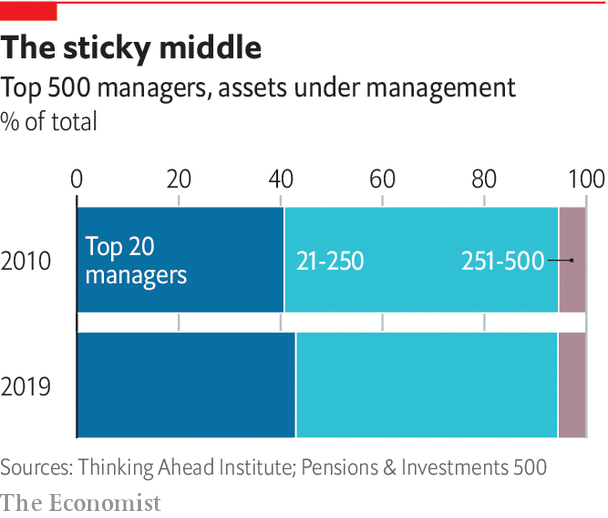 The sticky middle
Top 500 managers, assets under management
% of total
0 20 40 60 80 100
2010
Top 20
managers
21-250
251-500
2019
Sources: Thinking Ahead Institute; Pensions & Investments 500
The Economist